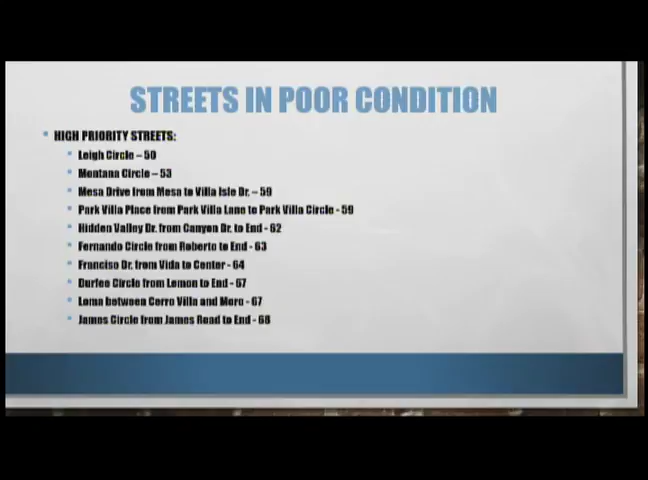 STREETS IN POOR CONDITION
HIGH PRIORITY STREETS:
Leigh Circle – 50
Montana Circle – 53
Mesa Drive from Mesa to Villa Isle Dr. – 59
Park Villa Place from Park Villa Lane to Park Villa Circle - 59
Hidden Valley Dr. from Canyon Dr. to End - 62
Fernando Circle from Roberto to End - 63
Franciso Dr. from Vida to Center - 64
Durfee Circle from Lemon to End - 67
Loma between Cerro Villa and Moro - 67
James Circle from James Road to End - 68